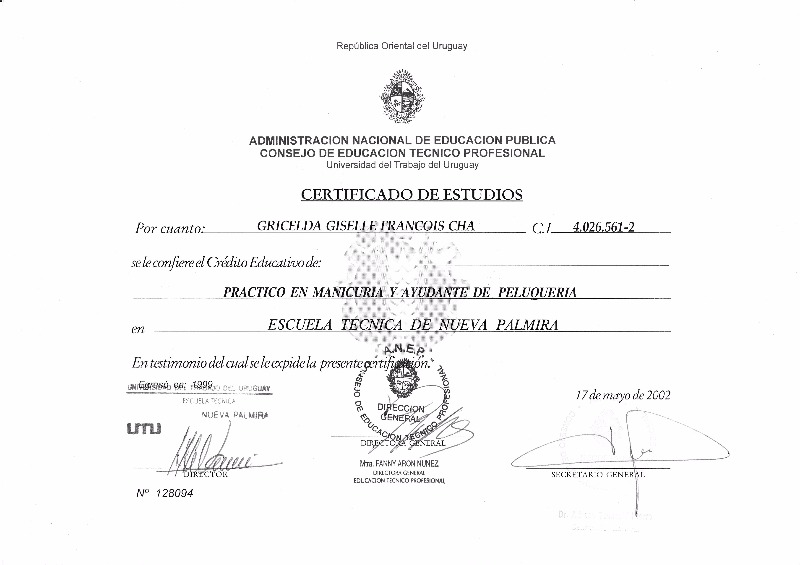 República Oriental del Uruguay
ADMINISTRACION NACIONAL DE EDUCACION PUBLICA
CONSEJO DE EDUCACION TECNICO PROFESIONAL
Universidad del Trabajo del Uruguay
CERTIFICADO DE ESTUDIOS
Por cuanto: GRICELDA GISELLE FRANCOIS CHA C.I 4.026.561-2
se le confiere el Crédito Educativo de:
PRACTICO EN MANICURIA Y AYUDANTE DE PELUQUERIA
en ESCUELA TECNICA DE NUEVA PALMIRA
En testimonio del cual se le expide la presente certificación.
Egresó en: 1999
UNIVERSIDAD DEL TRABAJO DEL URUGUAY
ESCUELA TECNICA
NUEVA PALMIRA
utu
A.N.E.P.
CONSEJO DE EDUCACION TECNICO PROFESIONAL
DIRECCION
GENERAL
17 de mayo de 2002
DIRECTOR
DIRECTORA GENERAL
SECRETARIO GENERAL
Mtra. FANNY ARON NUÑEZ
DIRECTORA GENERAL
EDUCACION TECNICO PROFESIONAL
Nº 128094